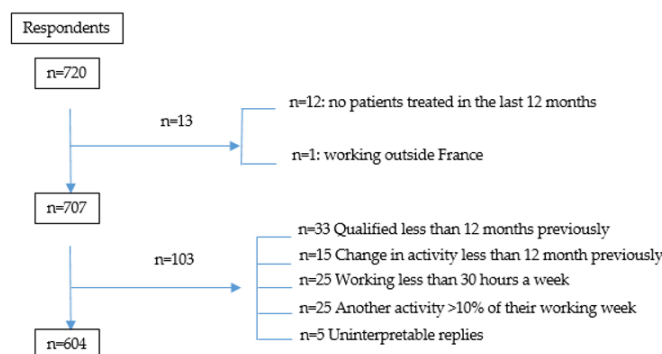 Respondents
n=720
n=12: no patients treated in the last 12 months
n=13
n=1: working outside France
n=707
n=33 Qualified less than 12 months previously
n=15 Change in activity less than 12 month previously
n=103
n=25 Working less than 30 hours a week
n=25 Another activity >10% of their working week
n=5 Uninterpretable replies
n=604